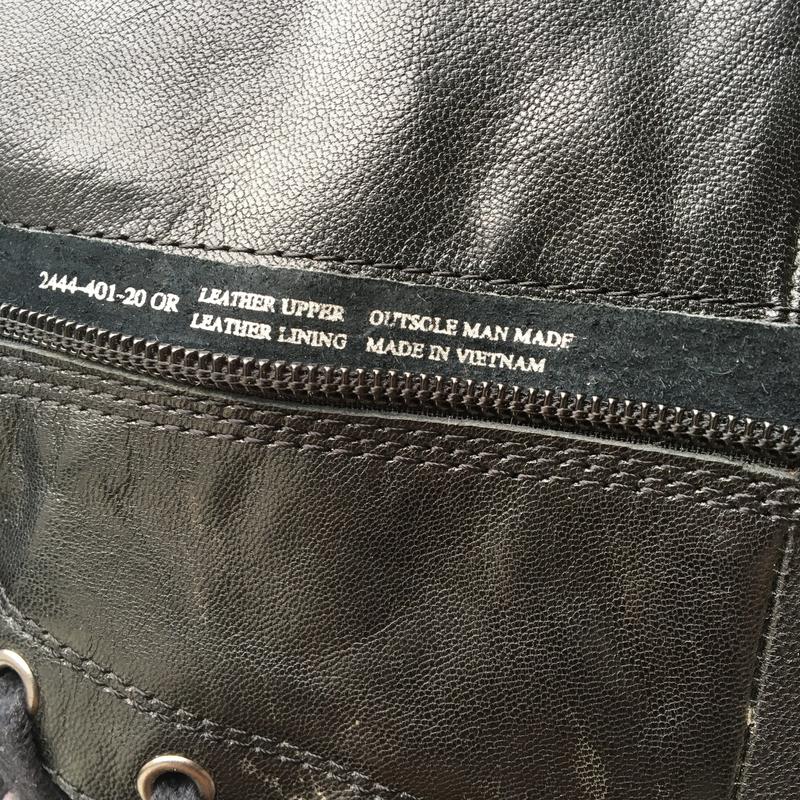 2444-401-20 OR
LEATHER UPPER
LEATHER LINING
OUTSOLE MAN MADE
MADE IN VIETNAM